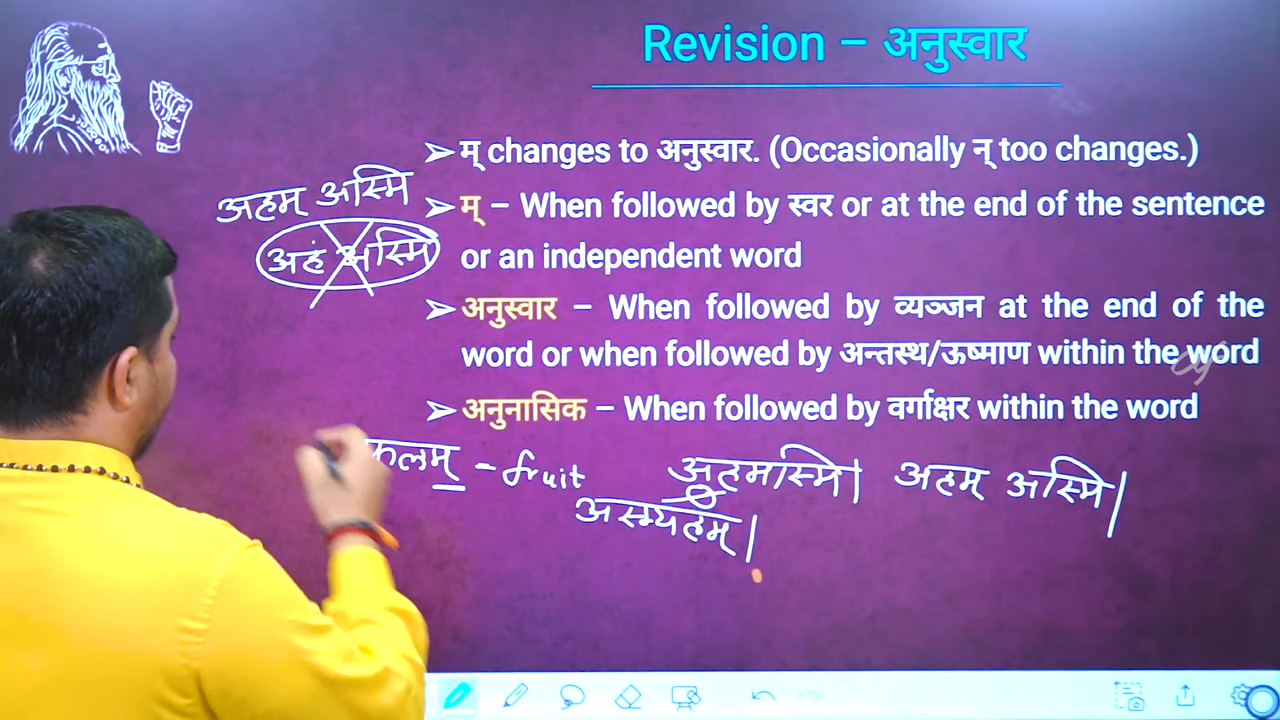 Revision – अनुस्वार
➢ म् changes to अनुस्वार. (Occasionally न् too changes.)
अहम् अस्मि
➢ म् – When followed by स्वर or at the end of the sentence
अहं अस्मि
or an independent word
➢ अनुस्वार – When followed by व्यञ्जन at the end of the
word or when followed by अन्तस्थ/ऊष्माण within the word
➢ अनुनासिक – When followed by वर्गाक्षर within the word
फलम् - fruit अहमस्मि। अहम् अस्मि।
अस्म्यहम्।